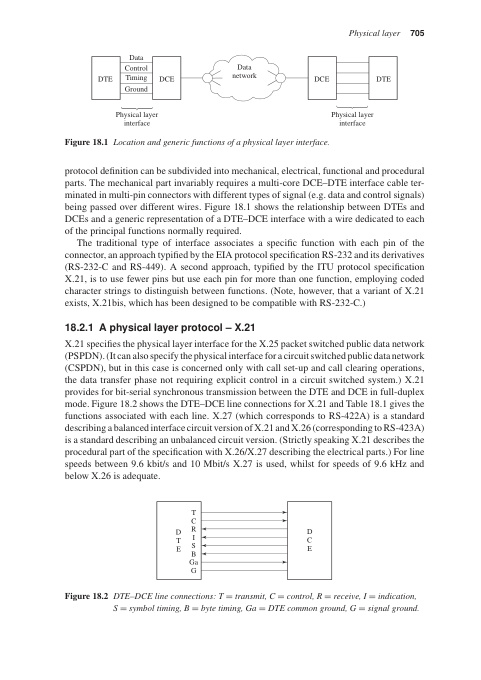 Physical layer 705
Data
Control
Timing
Ground
DTE
DCE
Data
network
DCE
DTE
Physical layer
interface
Physical layer
interface
Figure 18.1 Location and generic functions of a physical layer interface.
protocol definition can be subdivided into mechanical, electrical, functional and procedural
parts. The mechanical part invariably requires a multi-core DCE–DTE interface cable ter-
minated in multi-pin connectors with different types of signal (e.g. data and control signals)
being passed over different wires. Figure 18.1 shows the relationship between DTEs and
DCEs and a generic representation of a DTE–DCE interface with a wire dedicated to each
of the principal functions normally required.
The traditional type of interface associates a specific function with each pin of the
connector, an approach typified by the EIA protocol specification RS-232 and its derivatives
(RS-232-C and RS-449). A second approach, typified by the ITU protocol specification
X.21, is to use fewer pins but use each pin for more than one function, employing coded
character strings to distinguish between functions. (Note, however, that a variant of X.21
exists, X.21bis, which has been designed to be compatible with RS-232-C.)
18.2.1 A physical layer protocol – X.21
X.21 specifies the physical layer interface for the X.25 packet switched public data network
(PSPDN). (It can also specify the physical interface for a circuit switched public data network
(CSPDN), but in this case is concerned only with call set-up and call clearing operations,
the data transfer phase not requiring explicit control in a circuit switched system.) X.21
provides for bit-serial synchronous transmission between the DTE and DCE in full-duplex
mode. Figure 18.2 shows the DTE–DCE line connections for X.21 and Table 18.1 gives the
functions associated with each line. X.27 (which corresponds to RS-422A) is a standard
describing a balanced interface circuit version of X.21 and X.26 (corresponding to RS-423A)
is a standard describing an unbalanced circuit version. (Strictly speaking X.21 describes the
procedural part of the specification with X.26/X.27 describing the electrical parts.) For line
speeds between 9.6 kbit/s and 10 Mbit/s X.27 is used, whilst for speeds of 9.6 kHz and
below X.26 is adequate.
D
T
E
T
C
R
I
S
B
Ga
G
D
C
E
Figure 18.2 DTE–DCE line connections: T = transmit, C = control, R = receive, I = indication,
S = symbol timing, B = byte timing, Ga = DTE common ground, G = signal ground.